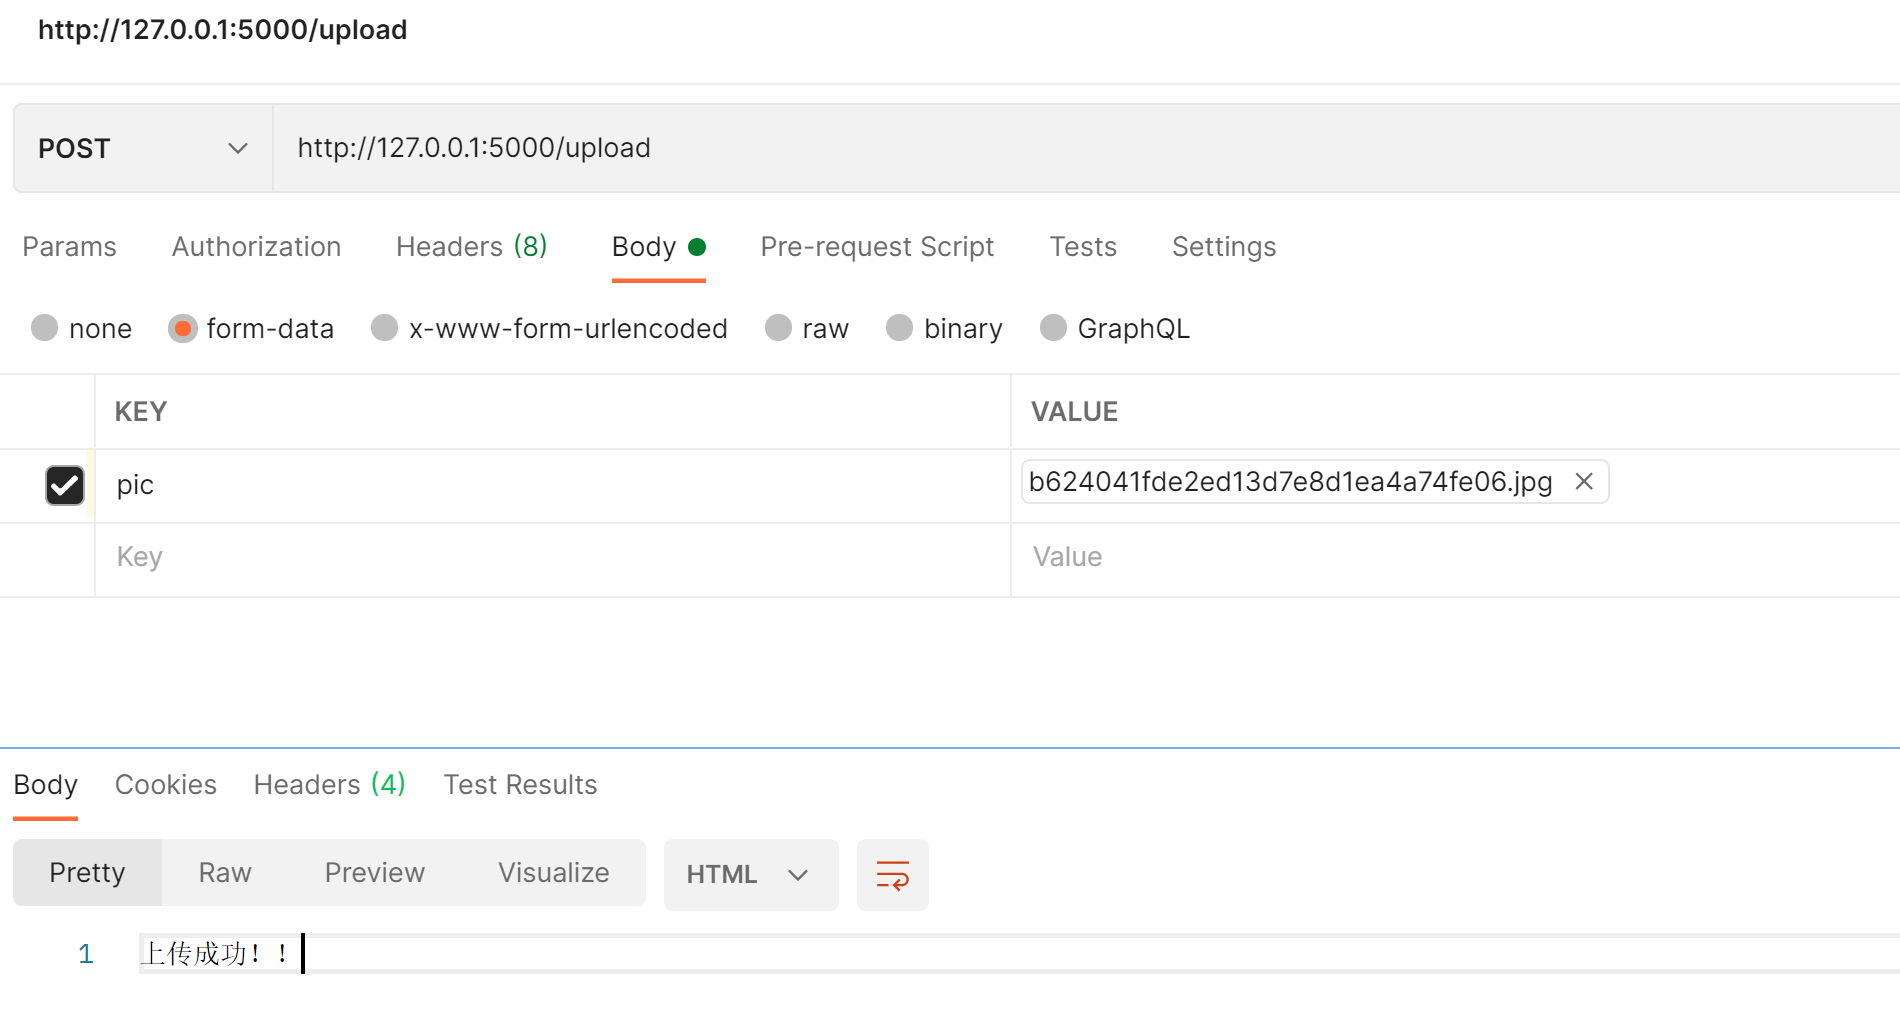 http://127.0.0.1:5000/upload
POST http://127.0.0.1:5000/upload
Params Authorization Headers (8) Body Pre-request Script Tests Settings
none form-data x-www-form-urlencoded raw binary GraphQL
KEY VALUE
pic b624041fde2ed13d7e8d1ea4a74fe06.jpg
Key Value
Body Cookies Headers (4) Test Results
Pretty Raw Preview Visualize HTML
1 上传成功！！